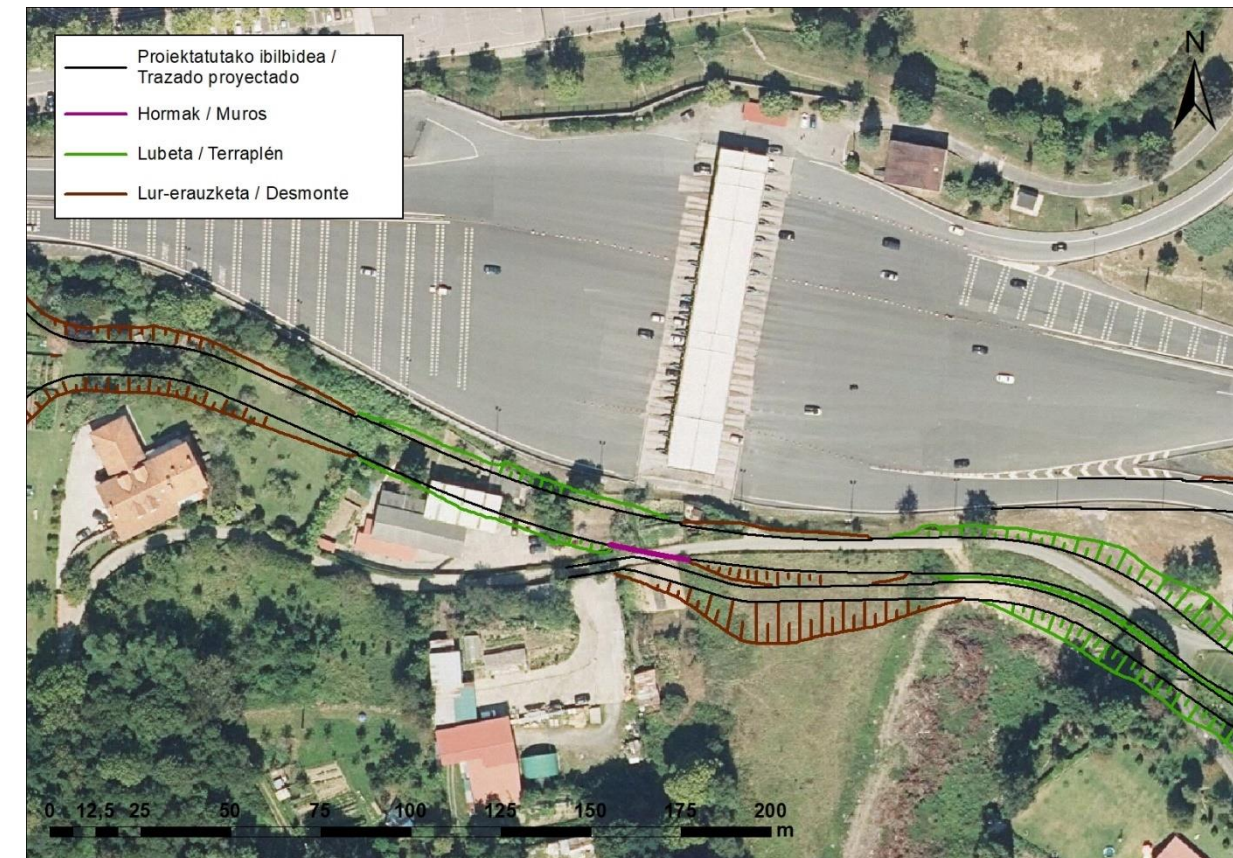 Proiektatutako ibilbidea /
Trazado proyectado
Hormak / Muros
Lubeta / Terraplén
Lur-erauzketa / Desmonte
N
0 12,5 25 50 75 100 125 150 175 200
m